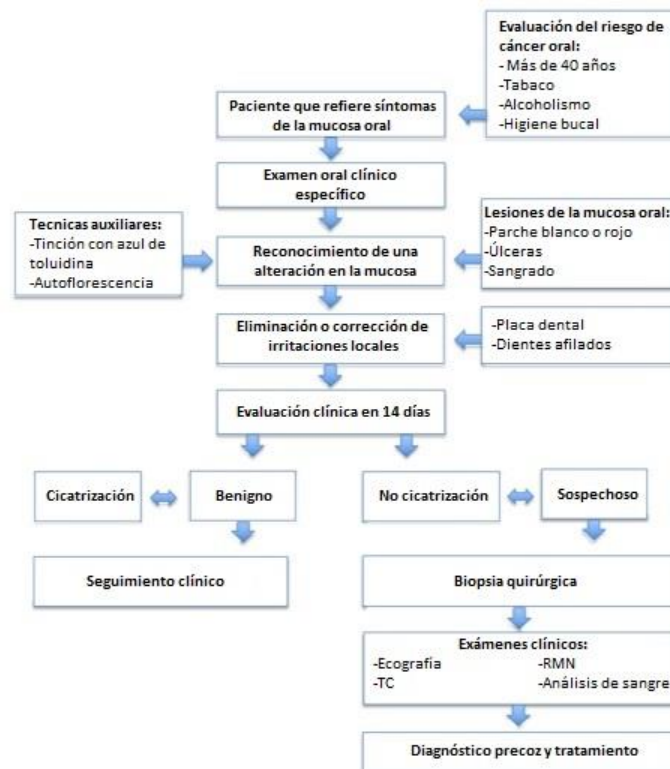 Evaluación del riesgo de
cáncer oral:
- Más de 40 años
-Tabaco
-Alcoholismo
-Higiene bucal
Paciente que refiere síntomas
de la mucosa oral
Examen oral clínico
específico
Tecnicas auxiliares:
-Tinción con azul de
toluidina
-Autoflorescencia
Reconocimiento de una
alteración en la mucosa
Lesiones de la mucosa oral:
-Parche blanco o rojo
-Úlceras
-Sangrado
Eliminación o corrección de
irritaciones locales
-Placa dental
-Dientes afilados
Evaluación clínica en 14 días
Cicatrización
Benigno
No cicatrización
Sospechoso
Seguimiento clínico
Biopsia quirúrgica
Exámenes clínicos:
-Ecografía
-RMN
-TC
-Análisis de sangre
Diagnóstico precoz y tratamiento